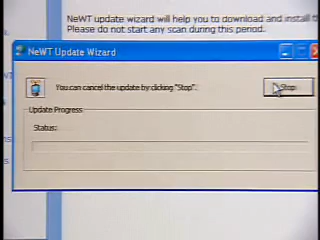 NeWT update wizard will help you to download and install t
Please do not start any scan during this period.
NeWT Update Wizard
You can cancel the update by clicking "Stop".
Stop
Update Progress
Status: